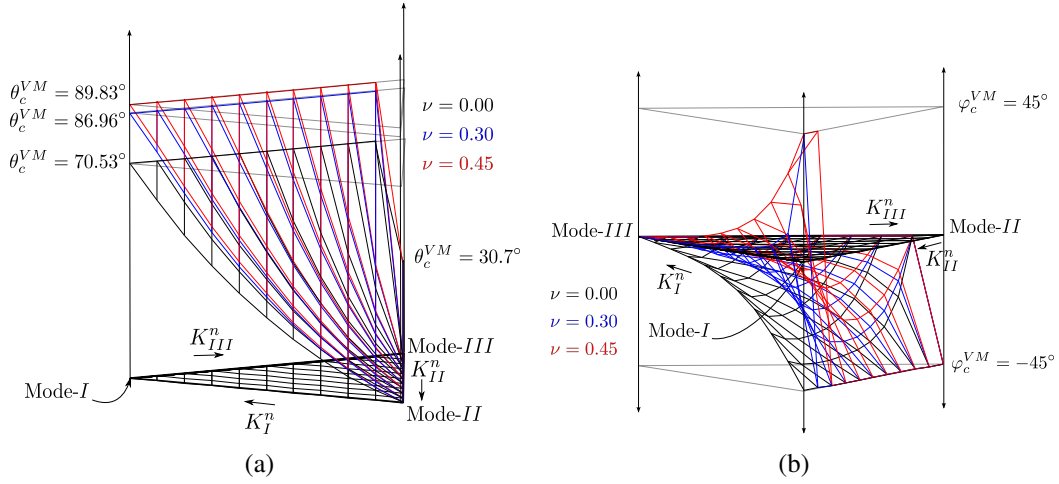 θ_c^{VM} = 89.83°
θ_c^{VM} = 86.96°
θ_c^{VM} = 70.53°
ν = 0.00
ν = 0.30
ν = 0.45
θ_c^{VM} = 30.7°
K_{III}^n
Mode-III
K_{II}^n
Mode-I
K_I^n
Mode-II
(a)
φ_c^{VM} = 45°
K_{III}^n
Mode-III
Mode-II
K_{II}^n
K_I^n
ν = 0.00
ν = 0.30
ν = 0.45
Mode-I
φ_c^{VM} = −45°
(b)